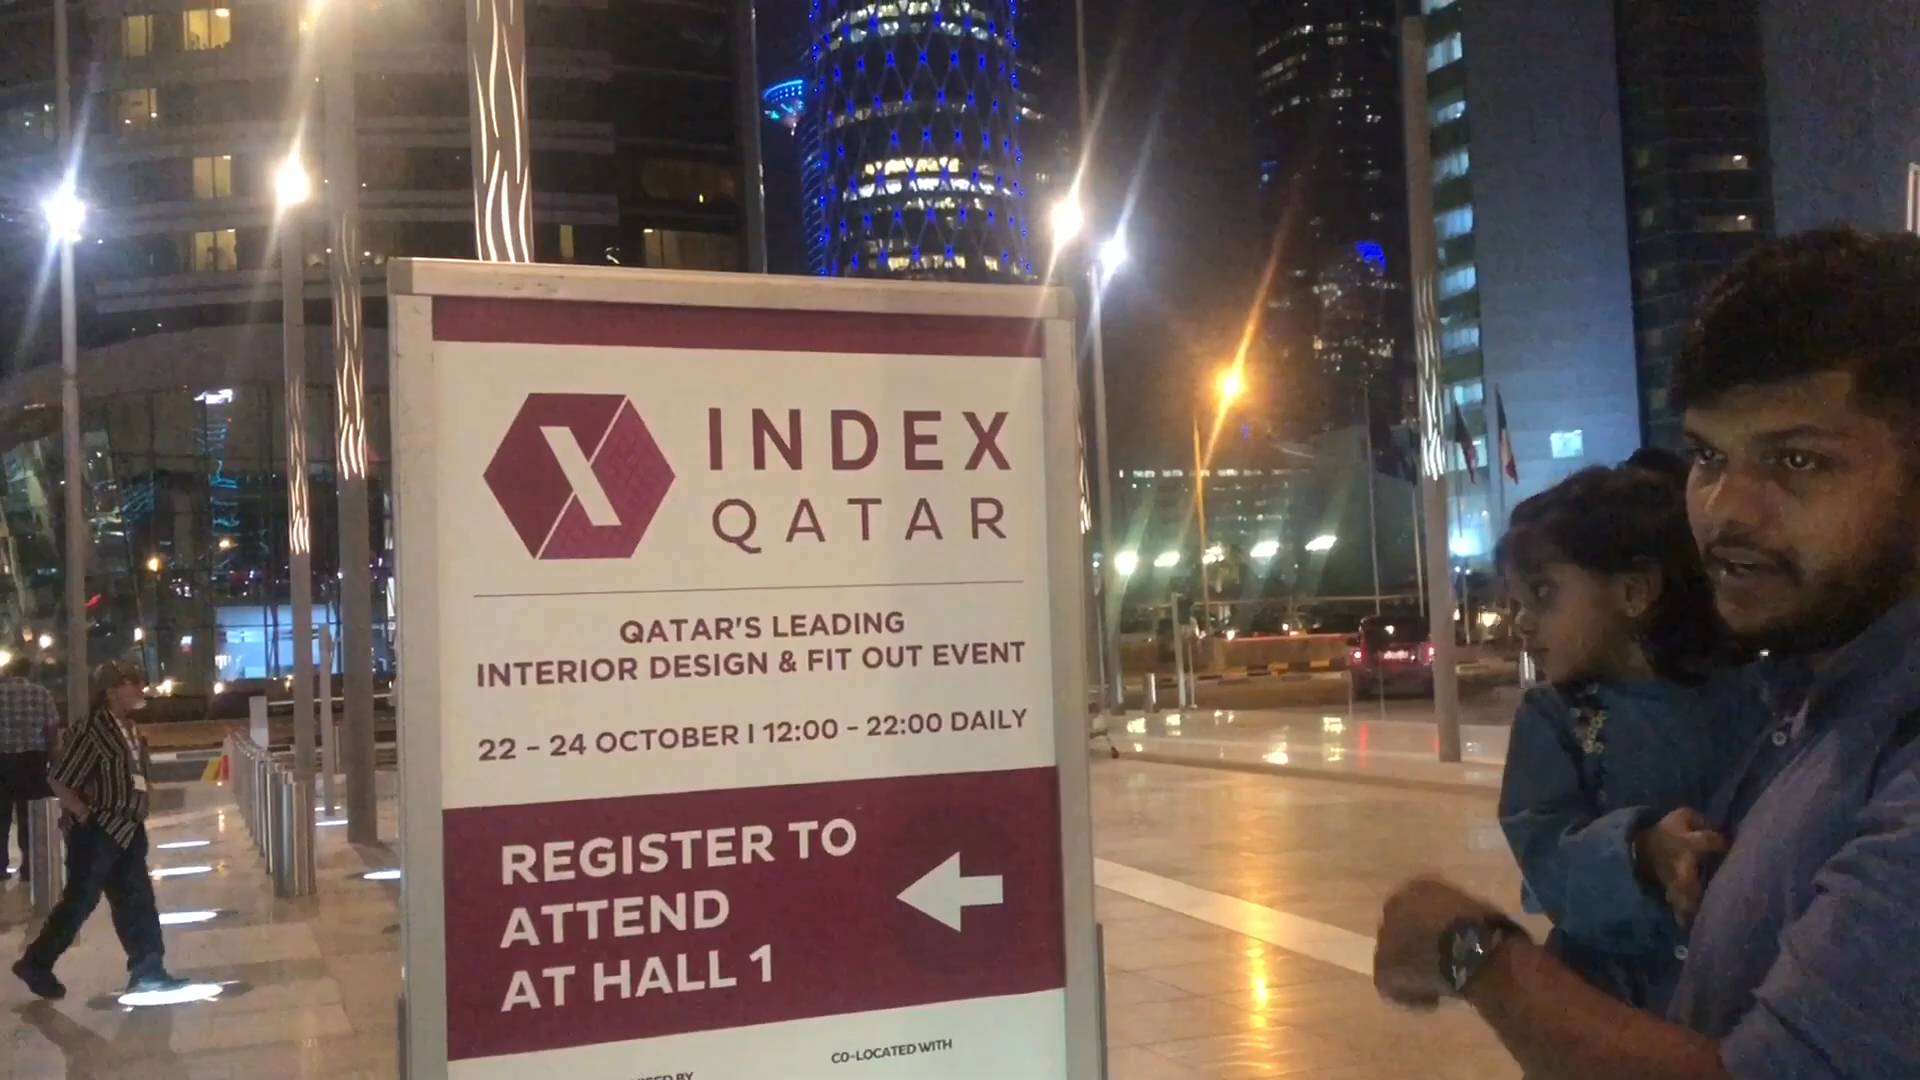 INDEX
QATAR
QATAR'S LEADING
INTERIOR DESIGN & FIT OUT EVENT
22 - 24 OCTOBER I 12:00 - 22:00 DAILY
REGISTER TO
ATTEND
AT HALL 1
CO-LOCATED WITH
BY